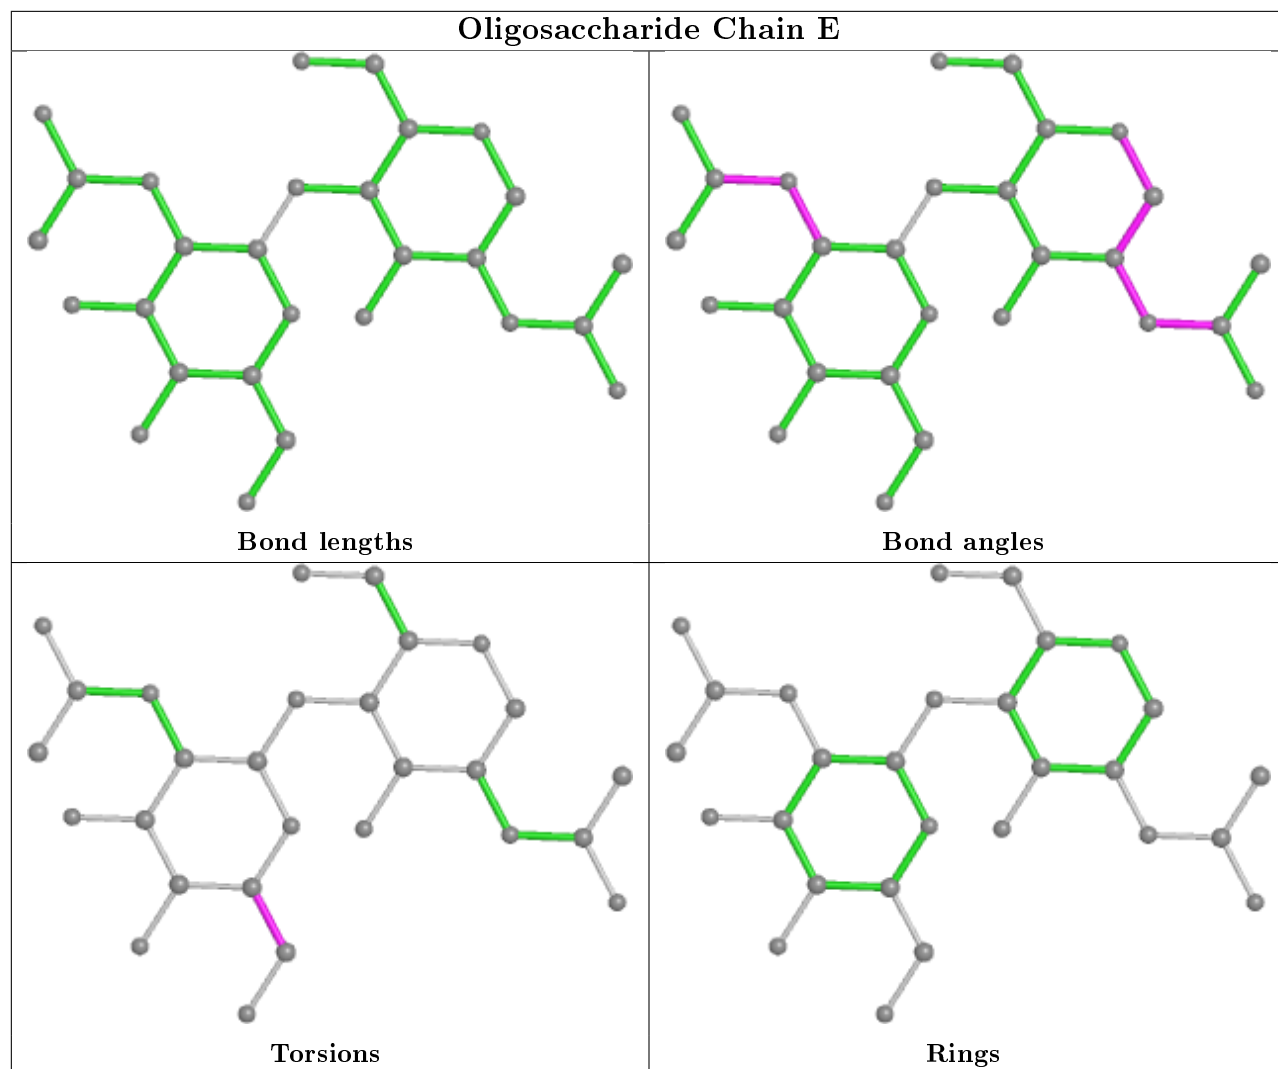 Oligosaccharide Chain E
Bond lengths
Bond angles
Torsions
Rings